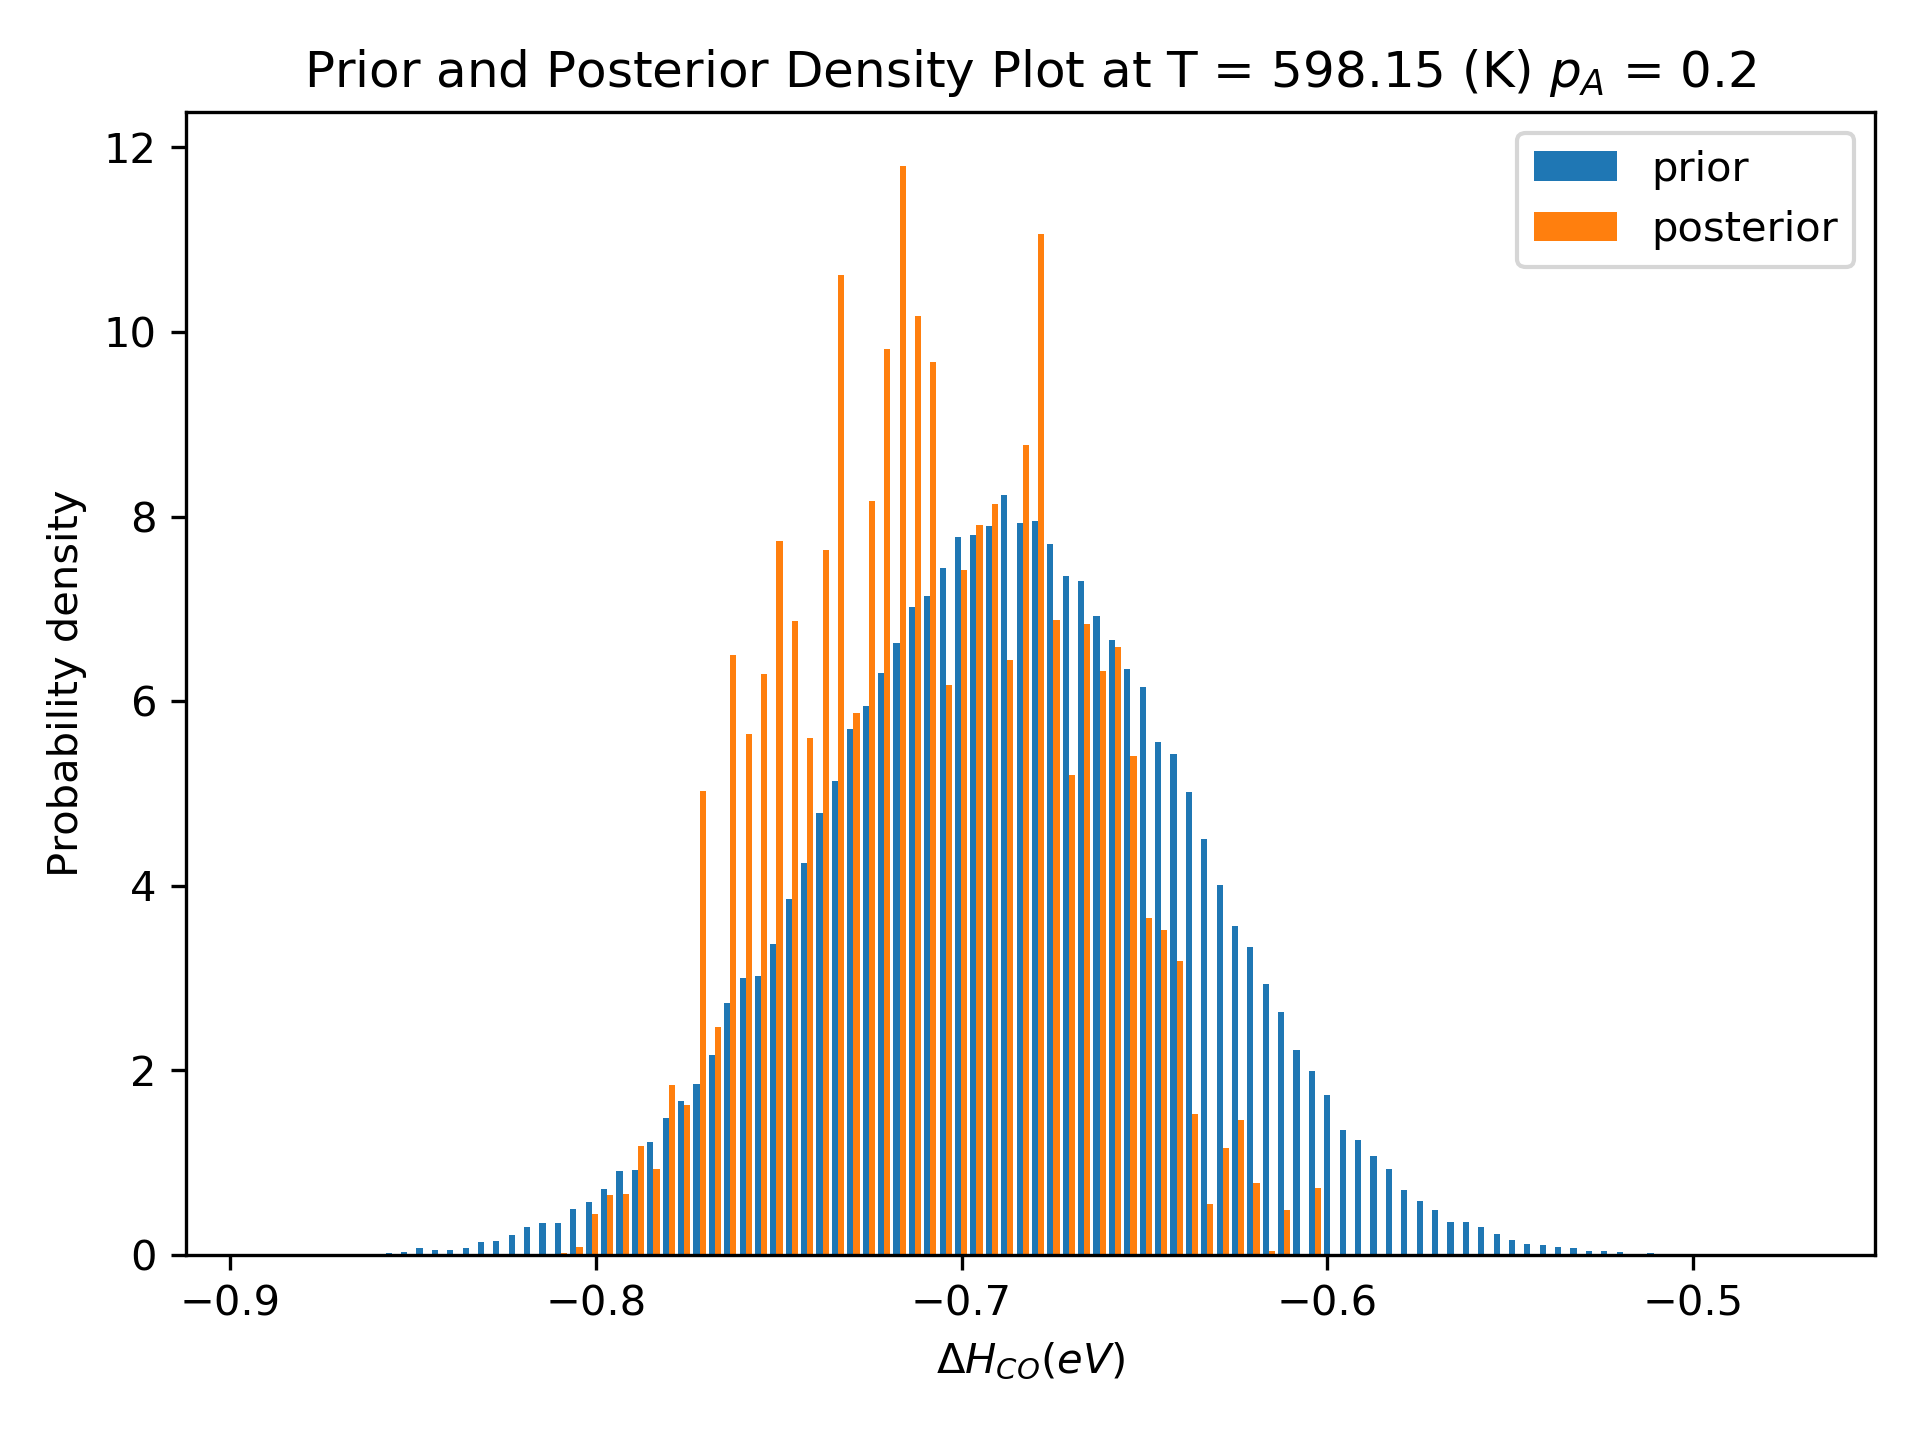 Prior and Posterior Density Plot at T = 598.15 (K) p_A = 0.2
prior
posterior
Probability density
12
10
8
6
4
2
0
−0.9 −0.8 −0.7 −0.6 −0.5
ΔH_CO(eV)